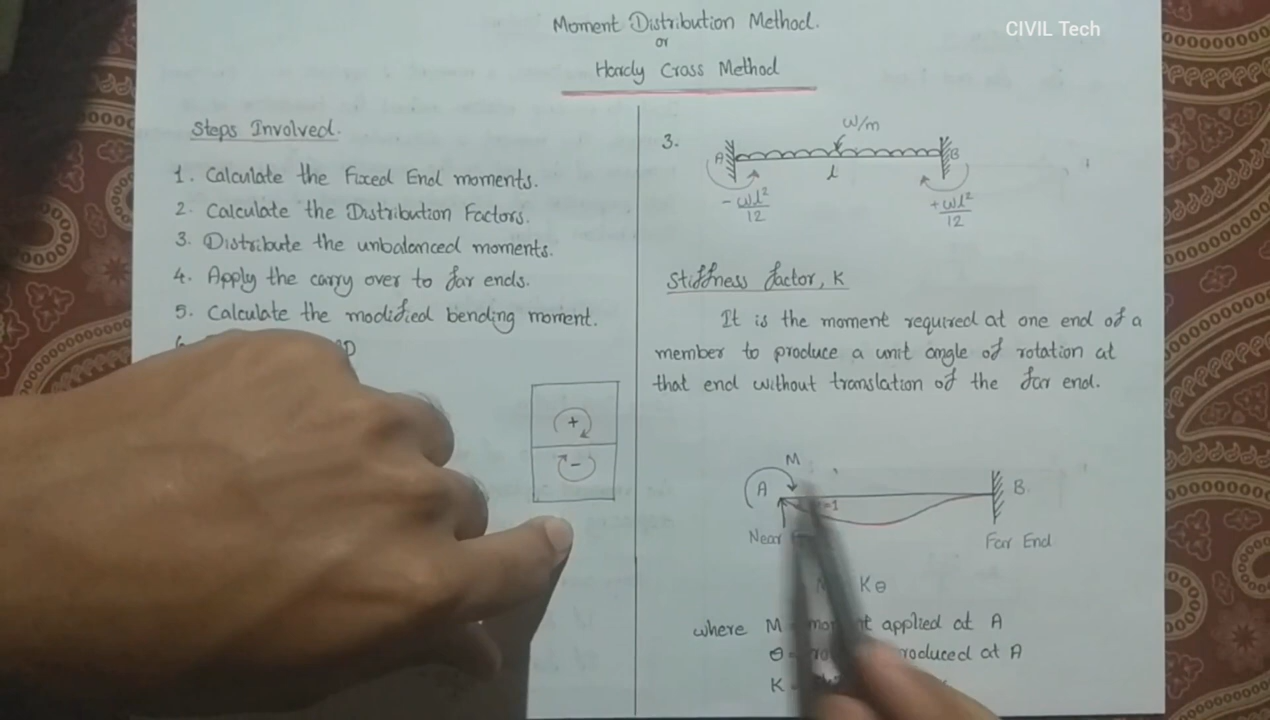 Moment Distribution Method.
or
Hardy Cross Method
CIVIL Tech
Steps Involved.
1. Calculate the Fixed End moments.
2. Calculate the Distribution Factors.
3. Distribute the unbalanced moments.
4. Apply the carry over to far ends.
5. Calculate the modified bending moment.
+
-
3.
w/m
A
B
l
-wl²/12
+wl²/12
Stiffness factor, K
It is the moment required at one end of a
member to produce a unit angle of rotation at
that end without translation of the far end.
M
A
B
Near
Far End
Kθ
where M moment applied at A
θ = produced at A
K